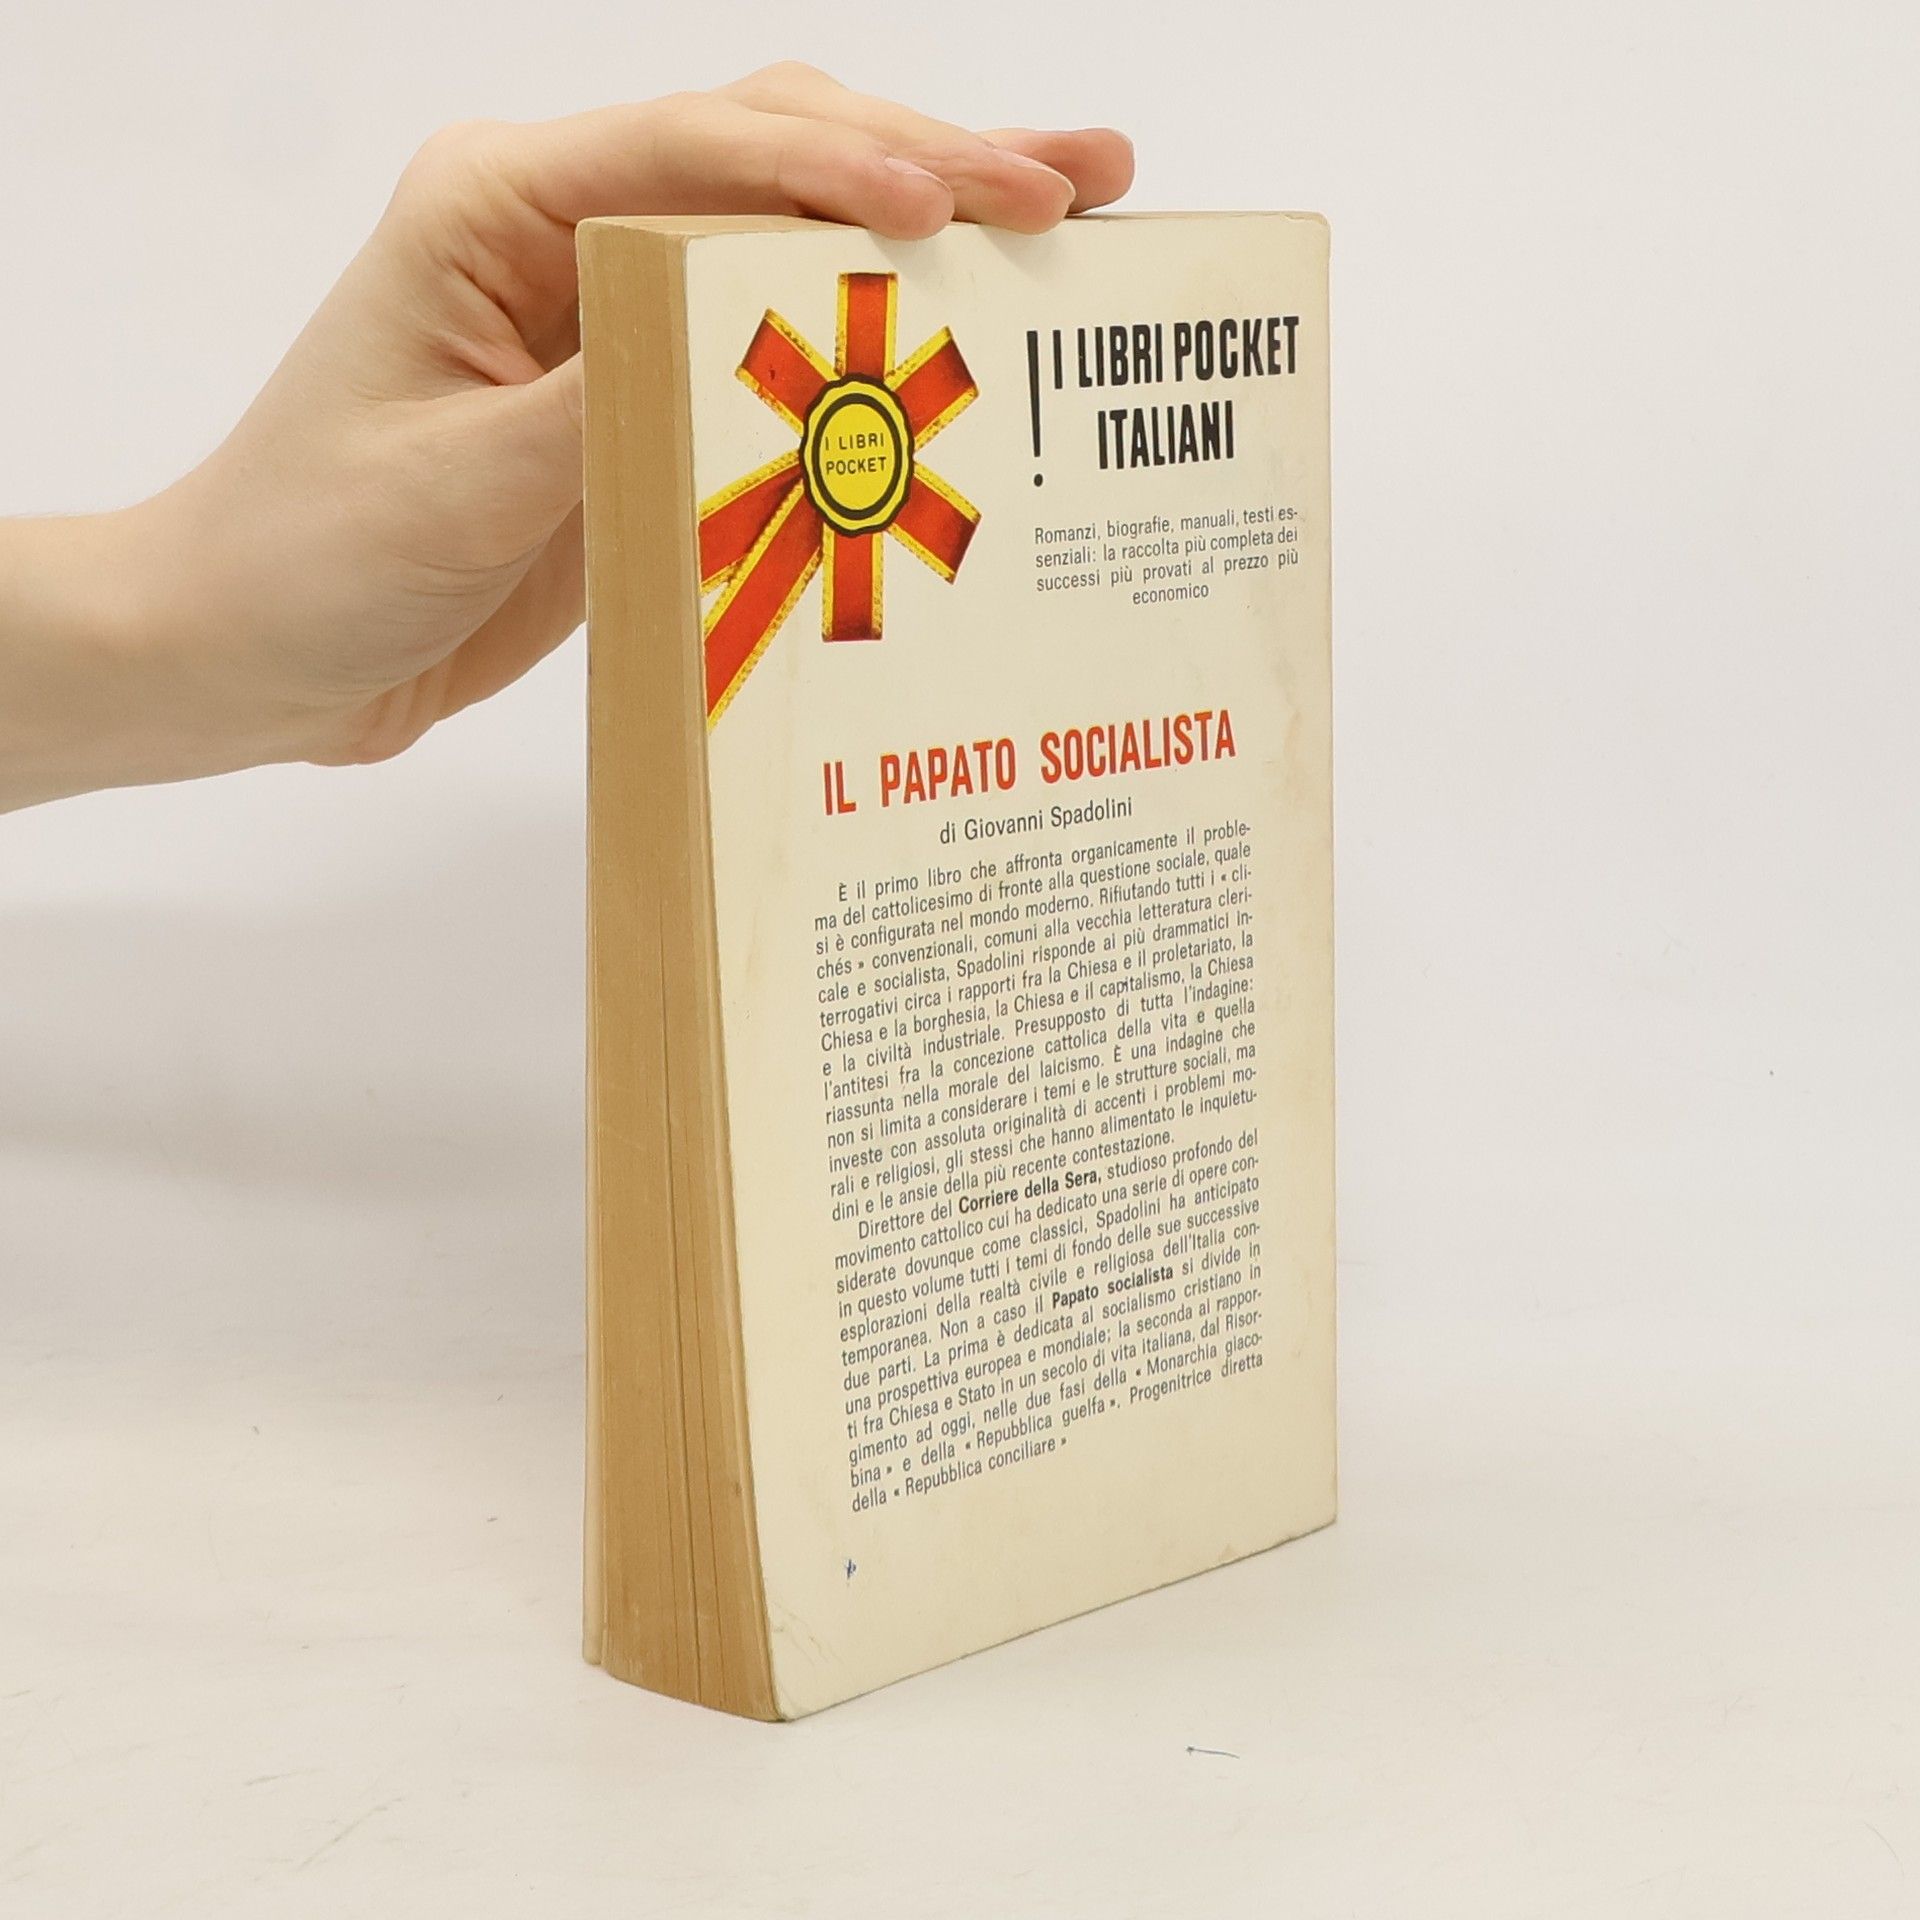 I LIBRI
POCKET
! I LIBRI POCKET
ITALIANI
Romanzi, biografie, manuali, testi es-
senziali: la raccolta più completa dei
successi più provati al prezzo più
economico
IL PAPATO SOCIALISTA
di Giovanni Spadolini
È il primo libro che affronta organicamente il proble-
ma del cattolicesimo di fronte alla questione sociale, quale
si è configurata nel mondo moderno. Rifiutando tutti i « cli-
chés » convenzionali, comuni alla vecchia letteratura cleri-
cale e socialista, Spadolini risponde ai più drammatici in-
terrogativi circa i rapporti fra la Chiesa e il proletariato, la
Chiesa e la borghesia, la Chiesa e il capitalismo, la Chiesa
e la civiltà industriale. Presupposto di tutta l'indagine:
l'antitesi fra la concezione cattolica della vita e quella
riassunta nella morale del laicismo. È una indagine che
non si limita a considerare i temi e le strutture sociali, ma
investe con assoluta originalità di accenti i problemi mo-
rali e religiosi, gli stessi che hanno alimentato le inquietu-
dini e le ansie della più recente contestazione.
Direttore del Corriere della Sera, studioso profondo del
movimento cattolico cui ha dedicato una serie di opere con-
siderate dovunque come classici, Spadolini ha anticipato
in questo volume tutti i temi di fondo delle sue successive
esplorazioni della realtà civile e religiosa dell'Italia con-
temporanea. Non a caso il Papato socialista si divide in
due parti. La prima è dedicata al socialismo cristiano in
una prospettiva europea e mondiale; la seconda ai rappor-
ti fra Chiesa e Stato in un secolo di vita italiana, dal Risor-
gimento ad oggi, nelle due fasi della « Monarchia giaco-
bina » e della « Repubblica guelfa ». Progenitrice diretta
della « Repubblica conciliare »